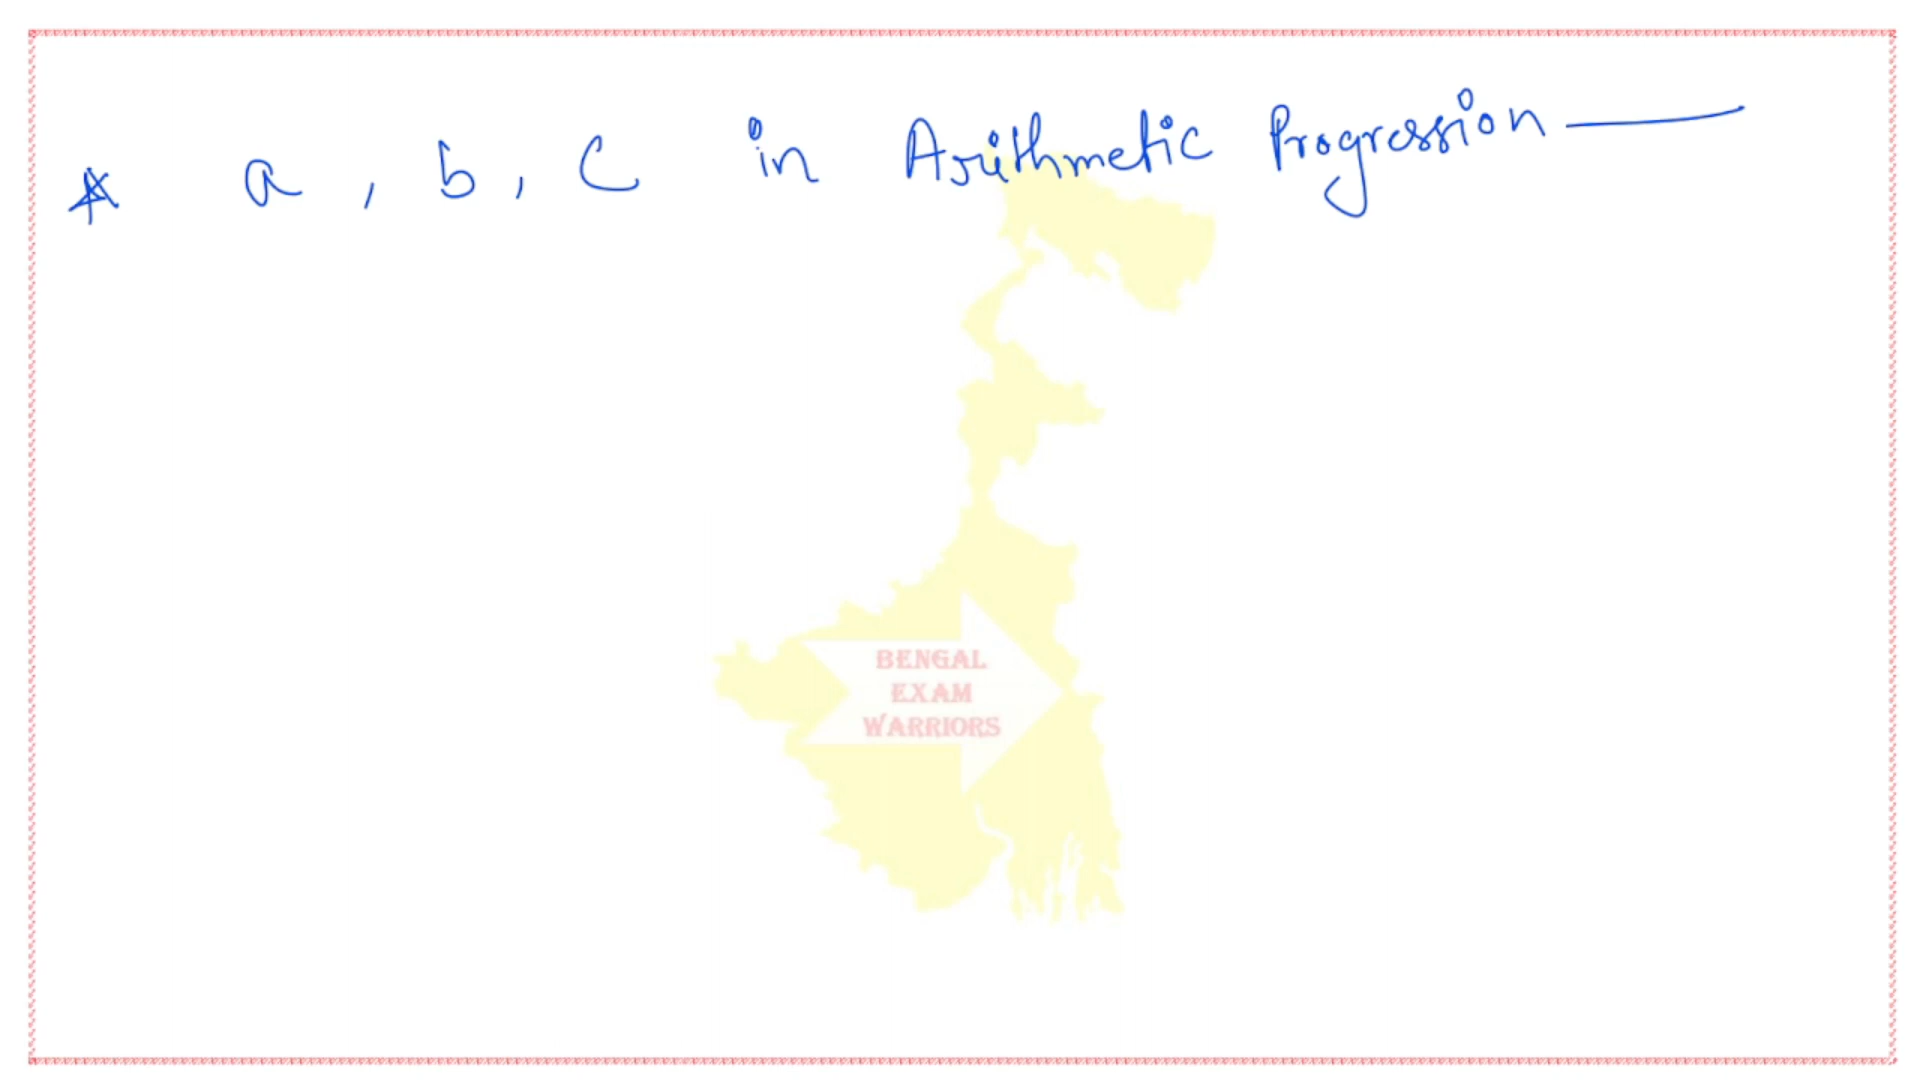 * a , b , c in Arithmetic Progression —
BENGAL
EXAM
WARRIORS